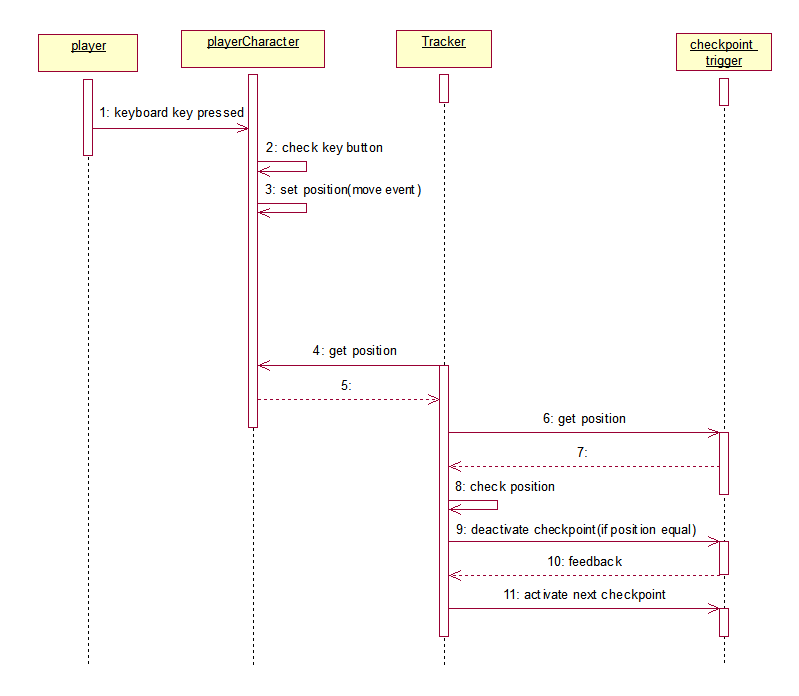 player
playerCharacter
Tracker
checkpoint
trigger
1: keyboard key pressed
2: check key button
3: set position(move event)
4: get position
5:
6: get position
7:
8: check position
9: deactivate checkpoint(if position equal)
10: feedback
11: activate next checkpoint